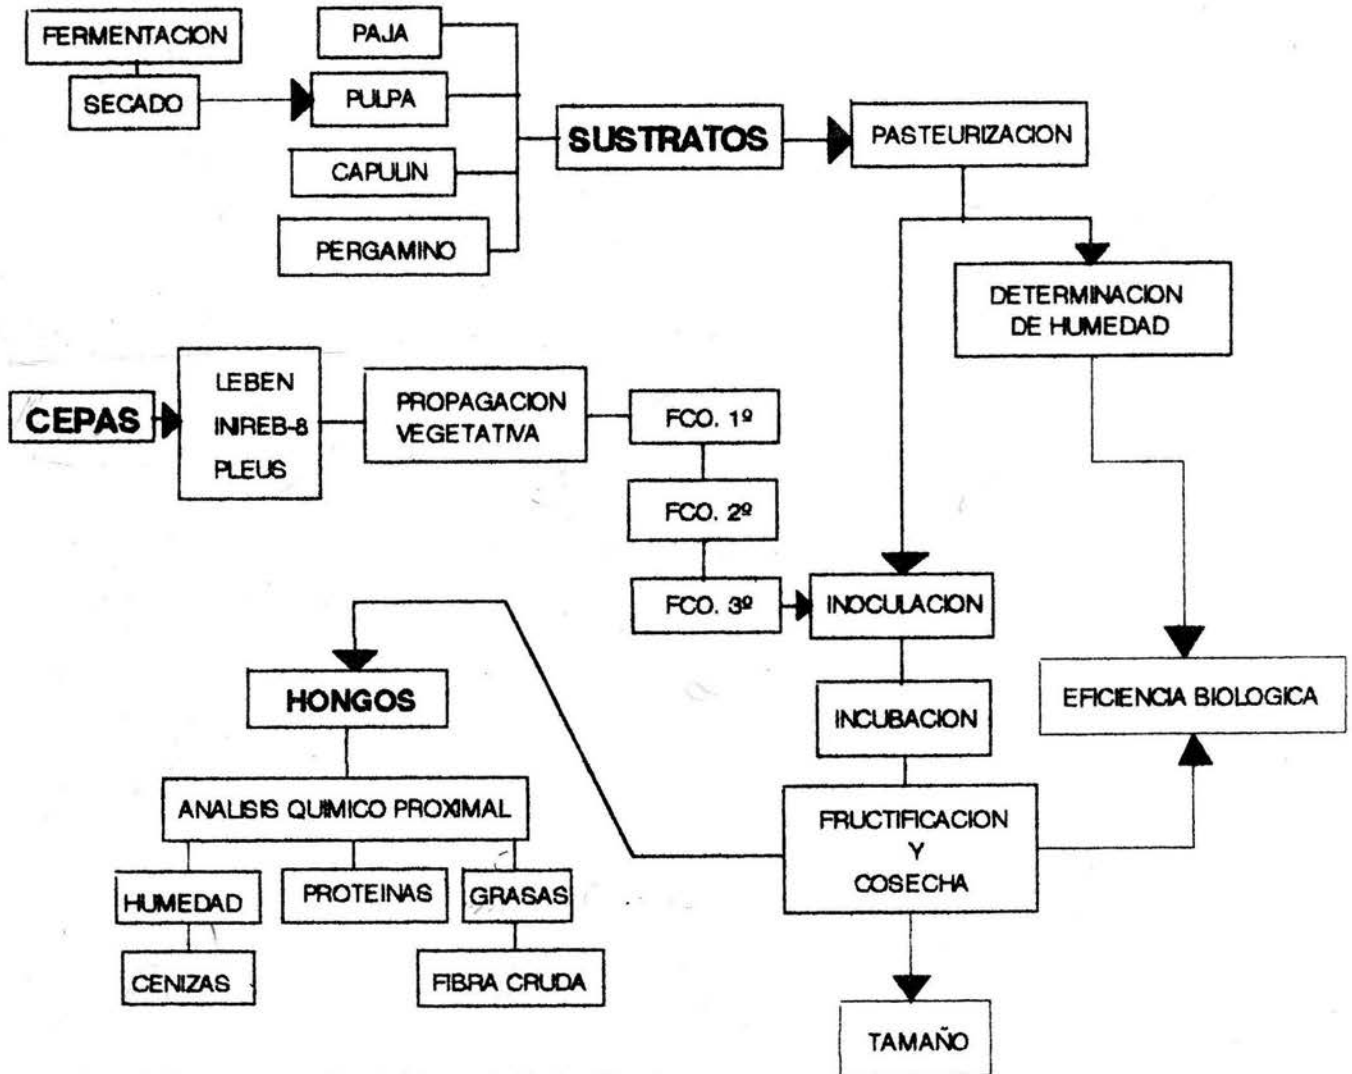 FERMENTACION
SECADO
PAJA
PULPA
CAPULIN
PERGAMINO
SUSTRATOS
PASTEURIZACION
DETERMINACION
DE HUMEDAD
CEPAS
LEBEN
INIREB-8
PLEUS
PROPAGACION
VEGETATIVA
FCO. 1º
FCO. 2º
FCO. 3º
INOCULACION
INCUBACION
EFICIENCIA BIOLOGICA
FRUCTIFICACION
Y
COSECHA
TAMAÑO
HONGOS
ANALISIS QUIMICO PROXIMAL
HUMEDAD
PROTEINAS
GRASAS
CENIZAS
FIBRA CRUDA